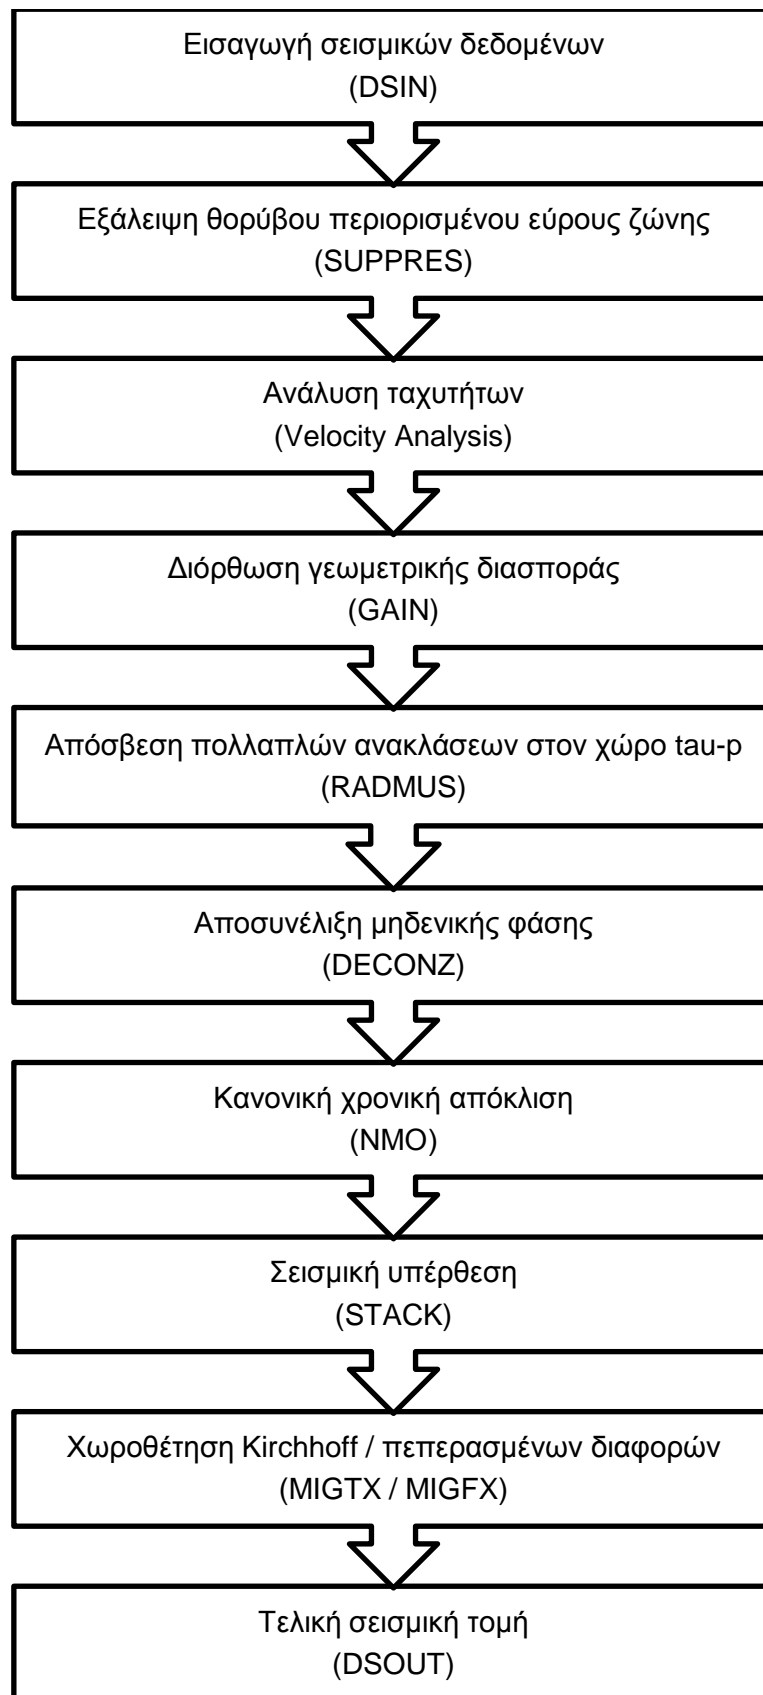 Εισαγωγή σεισμικών δεδομένων
(DSIN)
Εξάλειψη θορύβου περιορισμένου εύρους ζώνης
(SUPPRES)
Ανάλυση ταχυτήτων
(Velocity Analysis)
Διόρθωση γεωμετρικής διασποράς
(GAIN)
Απόσβεση πολλαπλών ανακλάσεων στον χώρο tau-p
(RADMUS)
Αποσυνέλιξη μηδενικής φάσης
(DECONZ)
Κανονική χρονική απόκλιση
(NMO)
Σεισμική υπέρθεση
(STACK)
Χωροθέτηση Kirchhoff / πεπερασμένων διαφορών
(MIGTX / MIGFX)
Τελική σεισμική τομή
(DSOUT)